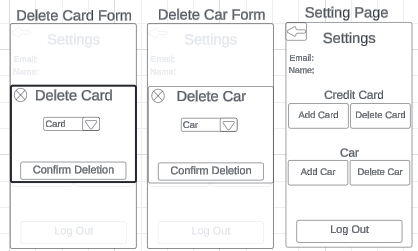 Delete Card Form
Settings
Email:
Name:
Delete Card
Card
Confirm Deletion
Log Out
Delete Car Form
Settings
Email:
Name:
Delete Car
Car
Confirm Deletion
Log Out
Setting Page
Settings
Email:
Name:
Credit Card
Add Card Delete Card
Car
Add Car Delete Car
Log Out